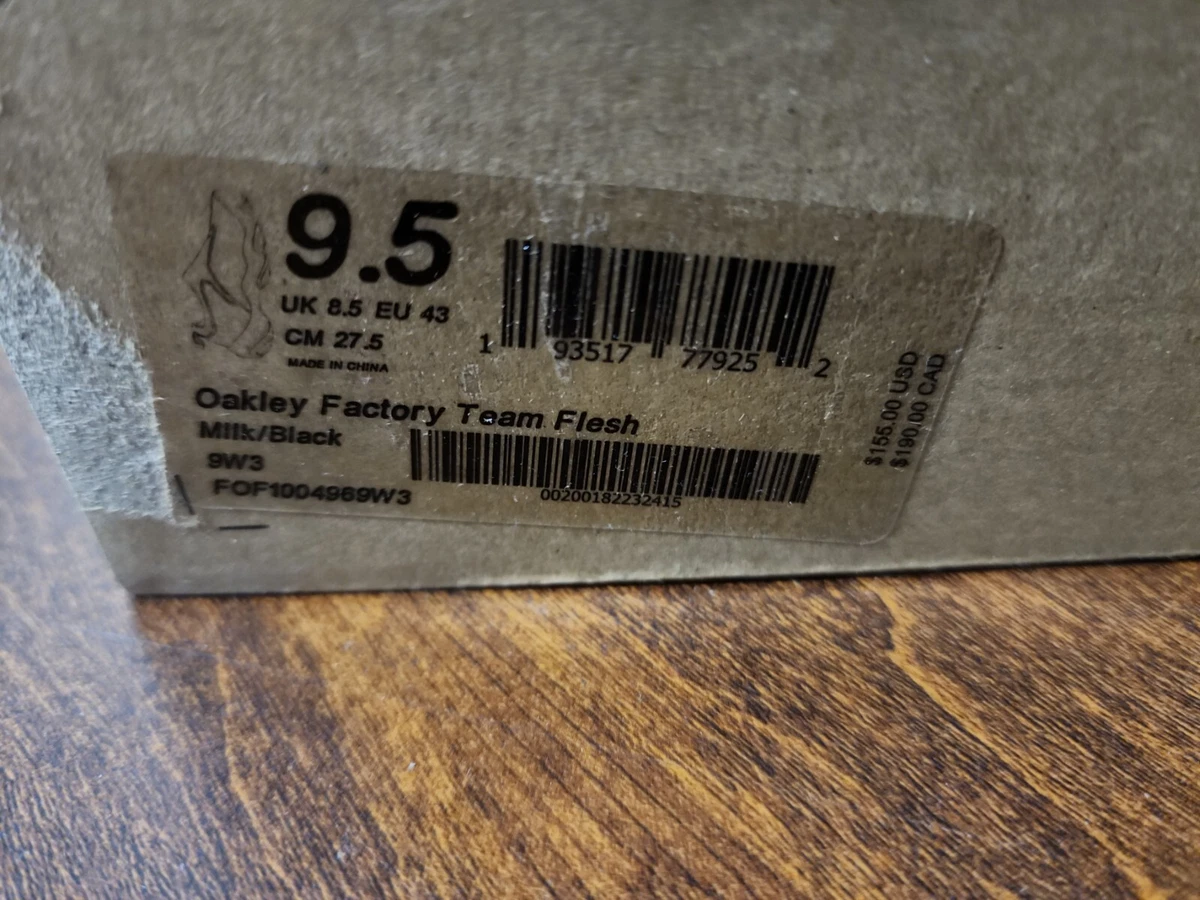 9.5
UK 8.5 EU 43
CM 27.5
MADE IN CHINA
1 93517 77925 2
Oakley Factory Team Flesh
Milk/Black
9W3
FOF1004969W3
00200182232415
$155.00 USD
$190.00 CAD